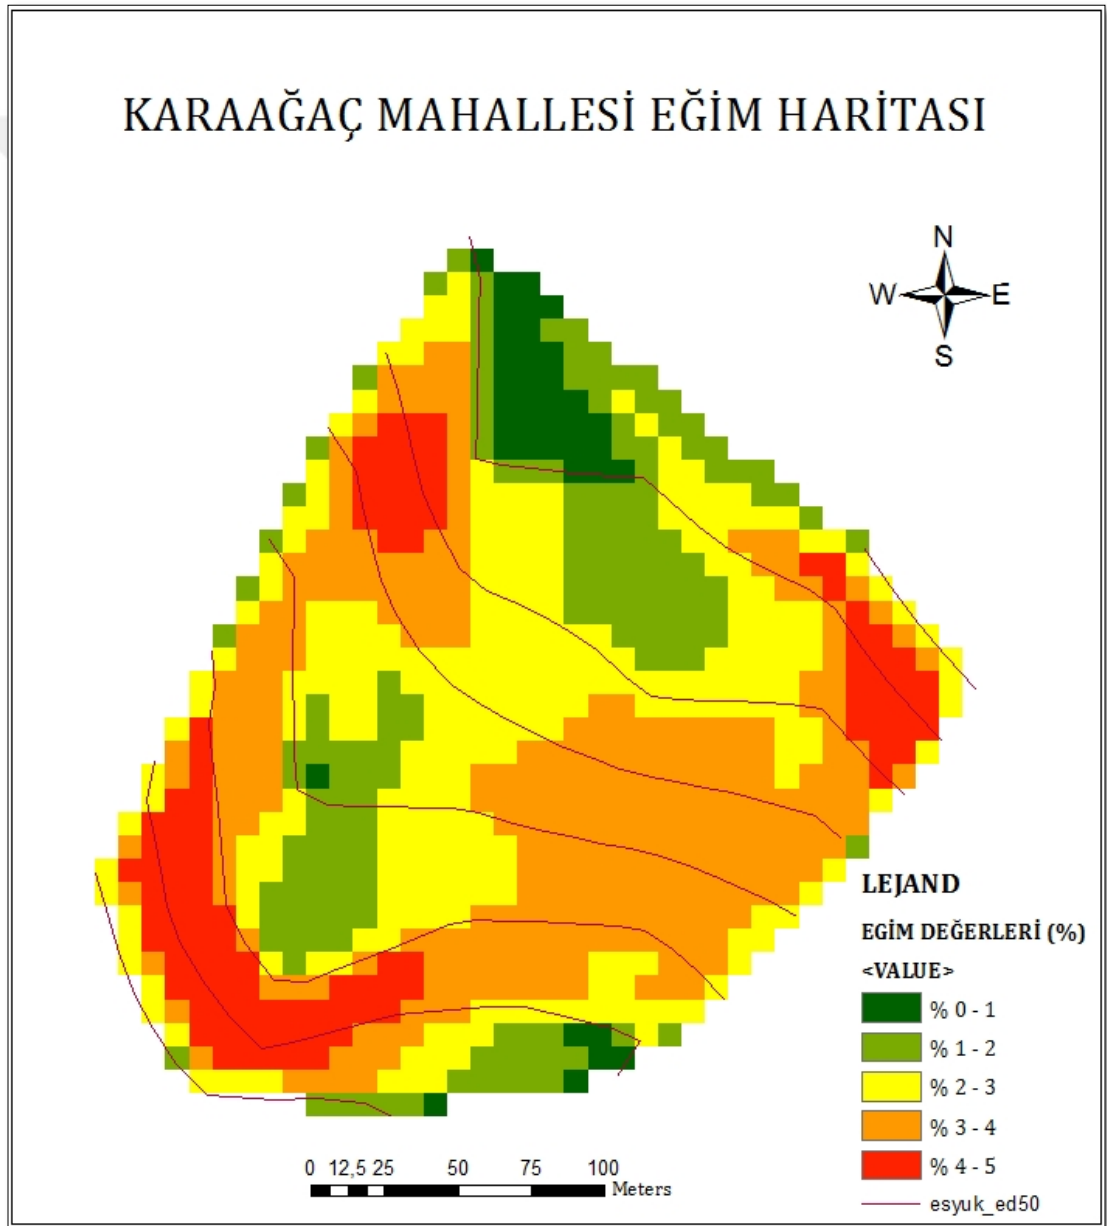 KARAAĞAÇ MAHALLESİ EĞİM HARİTASI
N
W E
S
LEJAND
EGİM DEĞERLERİ (%)
<VALUE>
% 0 - 1
% 1 - 2
% 2 - 3
% 3 - 4
% 4 - 5
esyuk_ed50
0 12,5 25 50 75 100
Meters